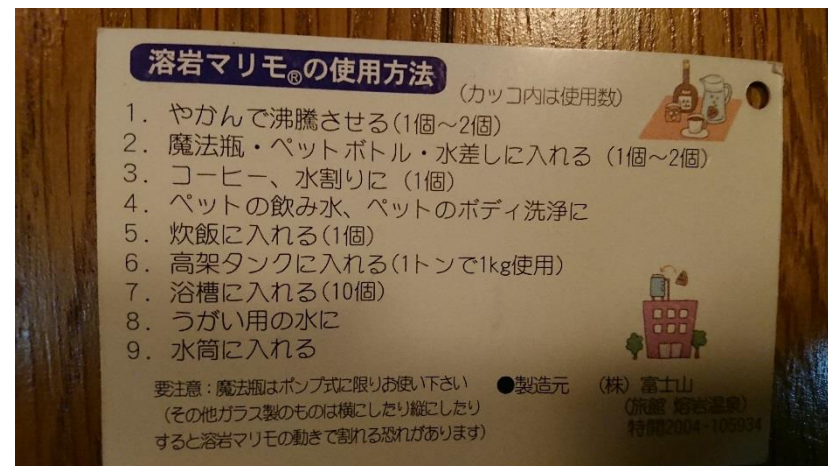 溶岩マリモ®の使用方法
(カッコ内は使用数)
1. やかんで沸騰させる(1個～2個)
2. 魔法瓶・ペットボトル・水差しに入れる (1個～2個)
3. コーヒー、水割りに (1個)
4. ペットの飲み水、ペットのボディ洗浄に
5. 炊飯に入れる(1個)
6. 高架タンクに入れる(1トンで1kg使用)
7. 浴槽に入れる(10個)
8. うがい用の水に
9. 水筒に入れる
要注意：魔法瓶はポンプ式に限りお使い下さい
(その他ガラス製のものは横にしたり縦にしたり
すると溶岩マリモの動きで割れる恐れがあります)
●製造元 (株) 富士山
(旅館 熔岩温泉)
特開2004-105934